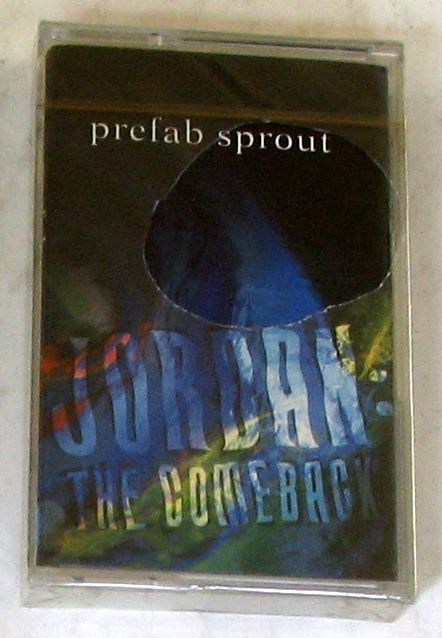 prefab sprout
JORDAN
THE COMEBACK